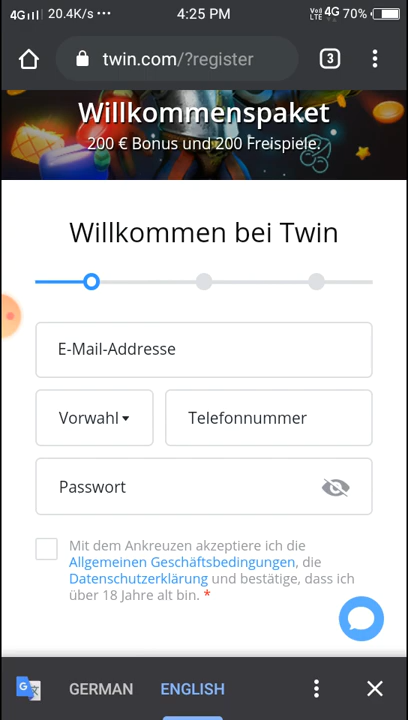 4G 20.4K/s ··· 4:25 PM VoD LTE 4G 70%
twin.com/?register 3
Willkommenspaket
200 € Bonus und 200 Freispiele.
Willkommen bei Twin
E-Mail-Addresse
Vorwahl Telefonnummer
Passwort
Mit dem Ankreuzen akzeptiere ich die
Allgemeinen Geschäftsbedingungen, die
Datenschutzerklärung und bestätige, dass ich
über 18 Jahre alt bin. *
G 文 GERMAN ENGLISH